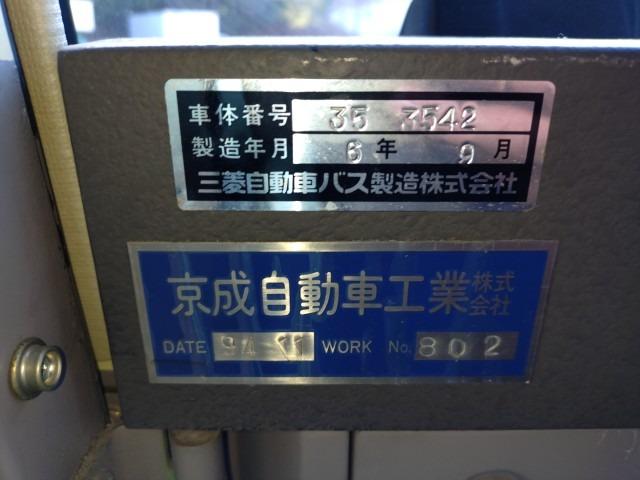 車体番号 35 3542
製造年月 6年 9月
三菱自動車バス製造株式会社
京成自動車工業株式会社
DATE 94 11 WORK No. 802